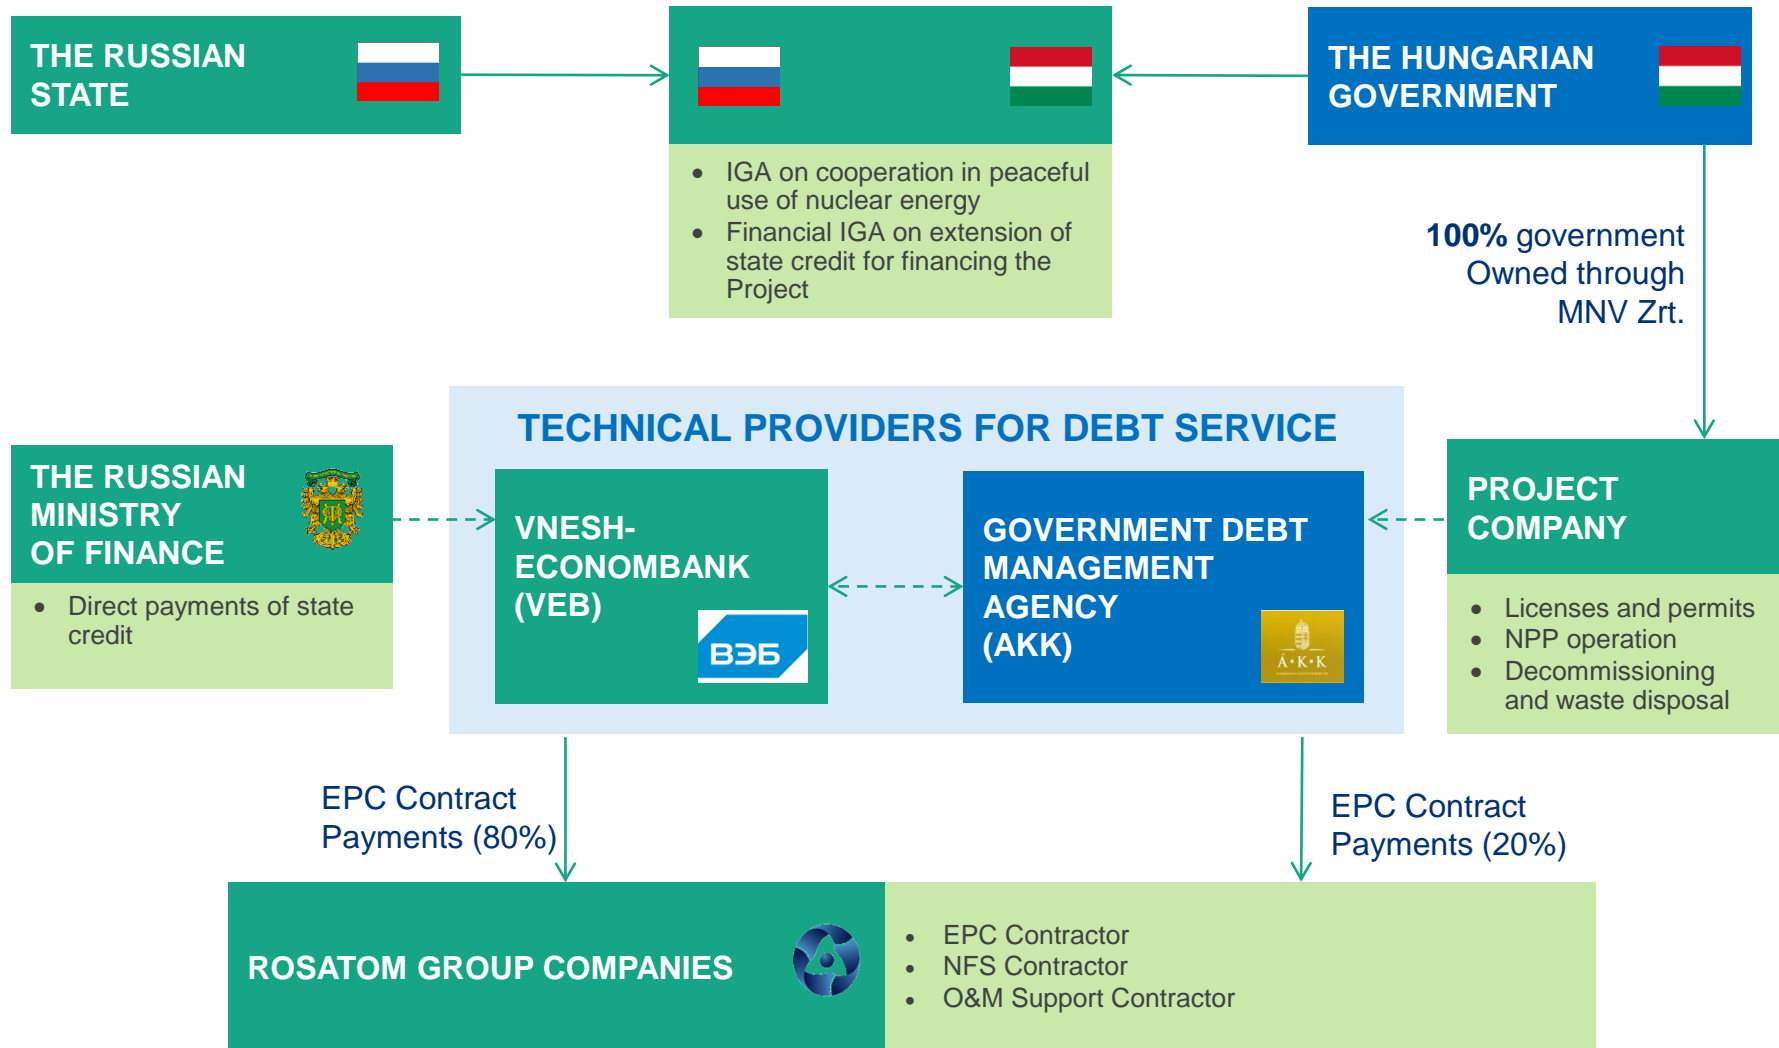 THE RUSSIAN
STATE
THE HUNGARIAN
GOVERNMENT
• IGA on cooperation in peaceful
use of nuclear energy
• Financial IGA on extension of
state credit for financing the
Project
100% government
Owned through
MNV Zrt.
TECHNICAL PROVIDERS FOR DEBT SERVICE
THE RUSSIAN
MINISTRY
OF FINANCE
• Direct payments of state
credit
VNESH-
ECONOMBANK
(VEB)
ВЭБ
GOVERNMENT DEBT
MANAGEMENT
AGENCY
(AKK)
Á•K•K
PROJECT
COMPANY
• Licenses and permits
• NPP operation
• Decommissioning
and waste disposal
EPC Contract
Payments (80%)
EPC Contract
Payments (20%)
ROSATOM GROUP COMPANIES
• EPC Contractor
• NFS Contractor
• O&M Support Contractor